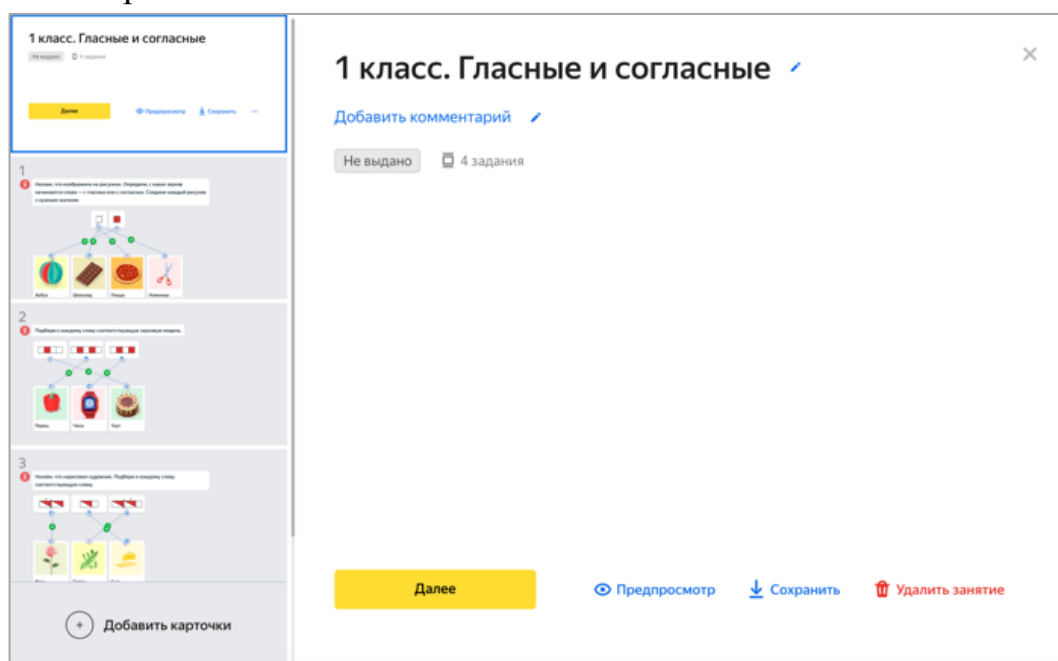 1 класс. Гласные и согласные
Не выдано 4 задания
Далее Предпросмотр Сохранить
1
Назови, что изображено на рисунках. Определи, с каких звуков
начинаются слова — с гласных или с согласных. Соедини каждый рисунок
с нужным значком.
Арбуз Шоколад Пицца Ножницы
2
Подбери к каждому слову соответствующую звуковую модель.
Перец Часы Торт
3
Назови, что нарисовал художник. Подбери к каждому слову
соответствующую схему.
Добавить карточки
1 класс. Гласные и согласные
Добавить комментарий
Не выдано 4 задания
Далее Предпросмотр Сохранить Удалить занятие